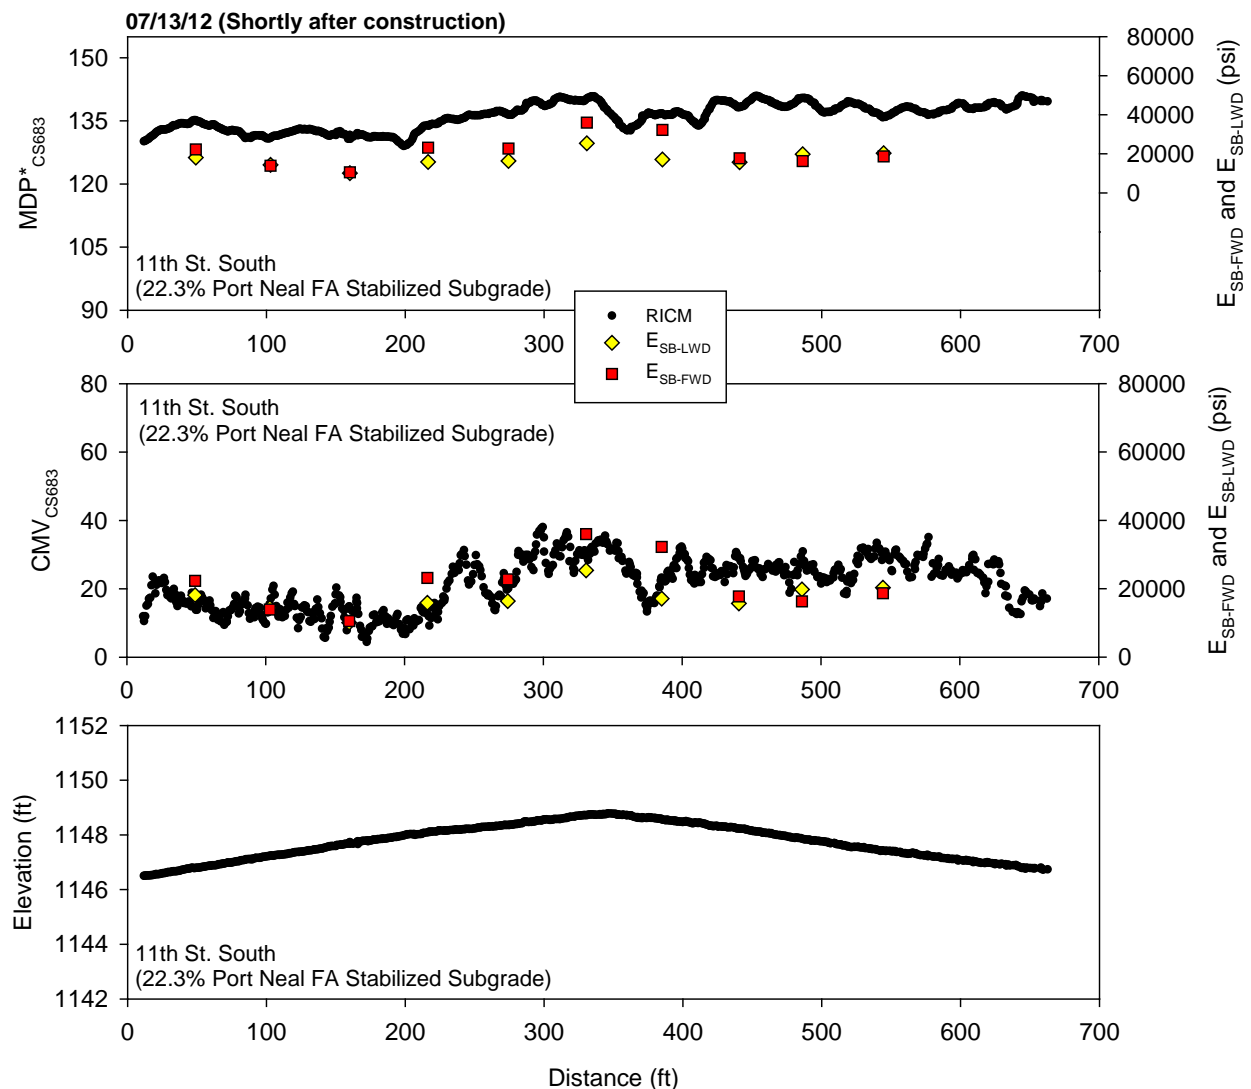 07/13/12 (Shortly after construction)
MDP*CS683
150
135
120
105
90
80000
60000
40000
20000
0
ESB-FWD and ESB-LWD (psi)
11th St. South
(22.3% Port Neal FA Stabilized Subgrade)
0 100 200 300 400 500 600 700
RICM
ESB-LWD
ESB-FWD
CMVCS683
80
60
40
20
0
80000
60000
40000
20000
0
ESB-FWD and ESB-LWD (psi)
11th St. South
(22.3% Port Neal FA Stabilized Subgrade)
0 100 200 300 400 500 600 700
Elevation (ft)
1152
1150
1148
1146
1144
1142
11th St. South
(22.3% Port Neal FA Stabilized Subgrade)
0 100 200 300 400 500 600 700
Distance (ft)